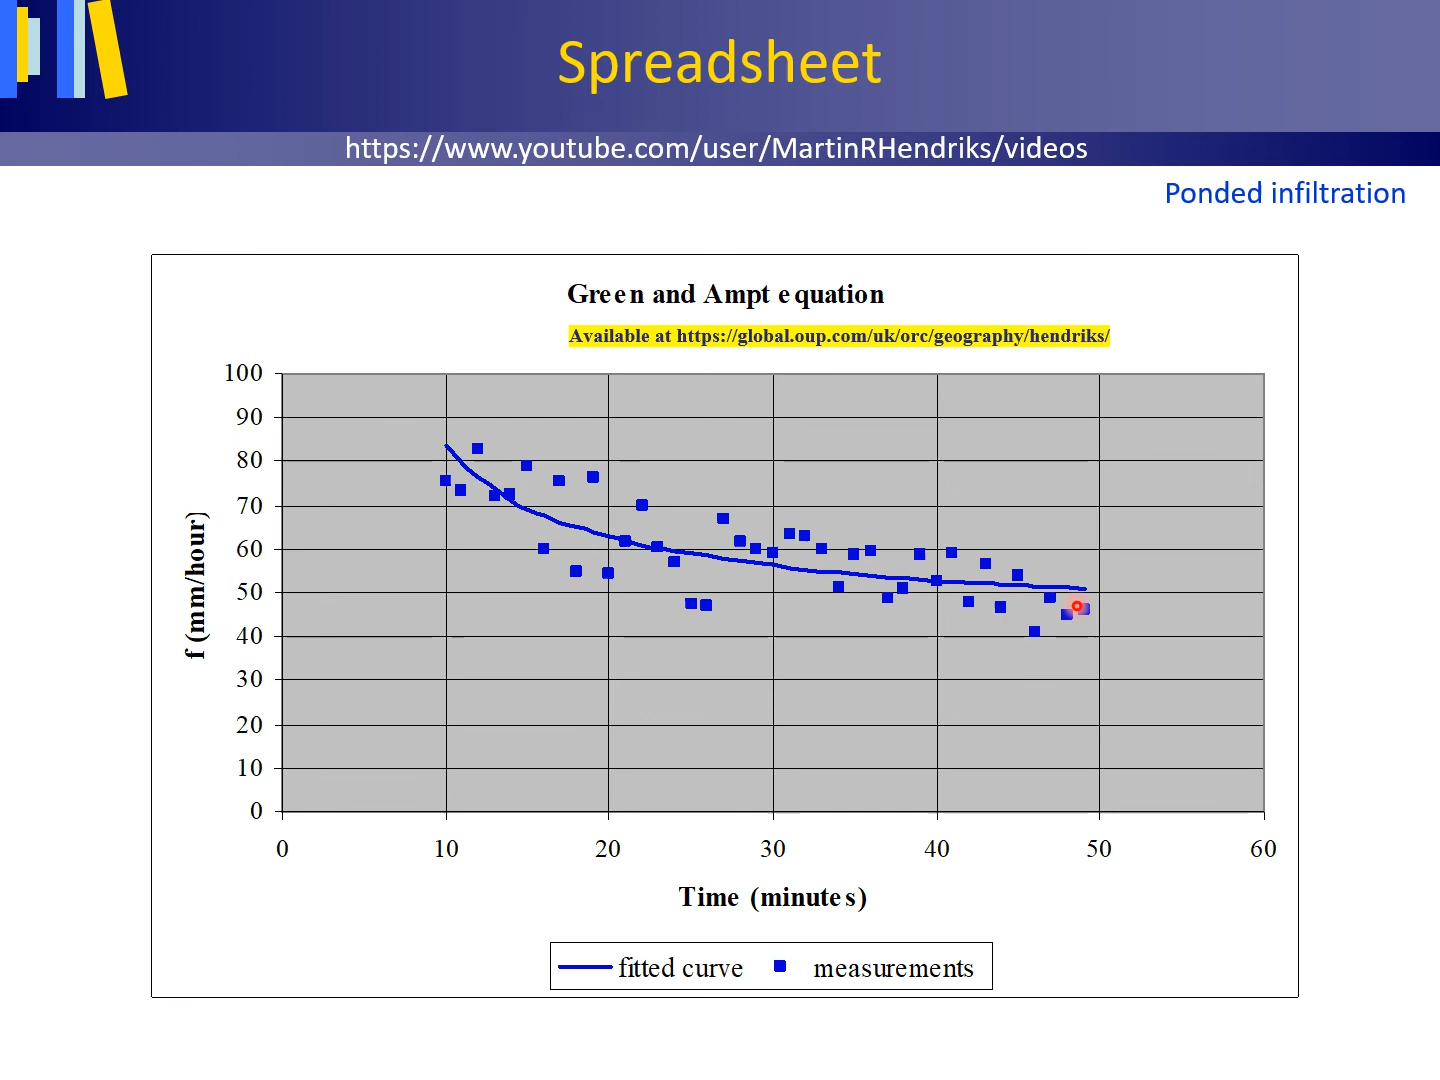 Spreadsheet
https://www.youtube.com/user/MartinRHendriks/videos
Ponded infiltration
Green and Ampt equation
Available at https://global.oup.com/uk/orc/geography/hendriks/
100
90
80
70
60
50
40
30
20
10
0
f (mm/hour)
0 10 20 30 40 50 60
Time (minutes)
fitted curve measurements